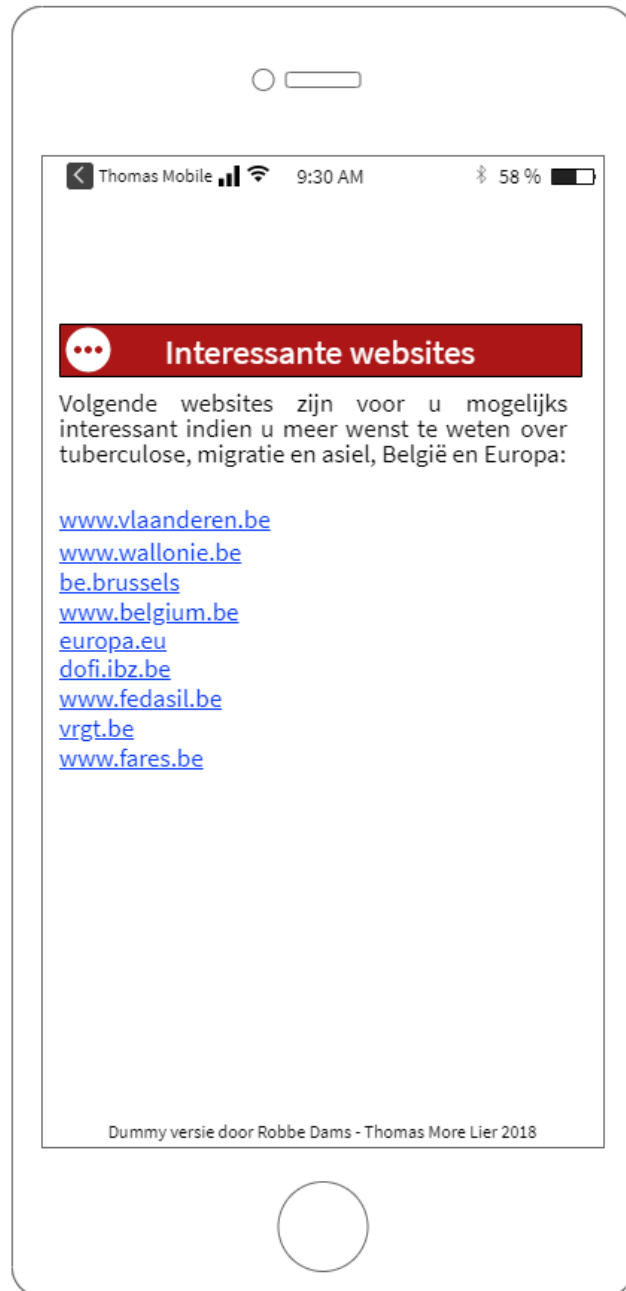 Thomas Mobile 9:30 AM 58 %
Interessante websites
Volgende websites zijn voor u mogelijks
interessant indien u meer wenst te weten over
tuberculose, migratie en asiel, België en Europa:
www.vlaanderen.be
www.wallonie.be
be.brussels
www.belgium.be
europa.eu
dofi.ibz.be
www.fedasil.be
vrgt.be
www.fares.be
Dummy versie door Robbe Dams - Thomas More Lier 2018